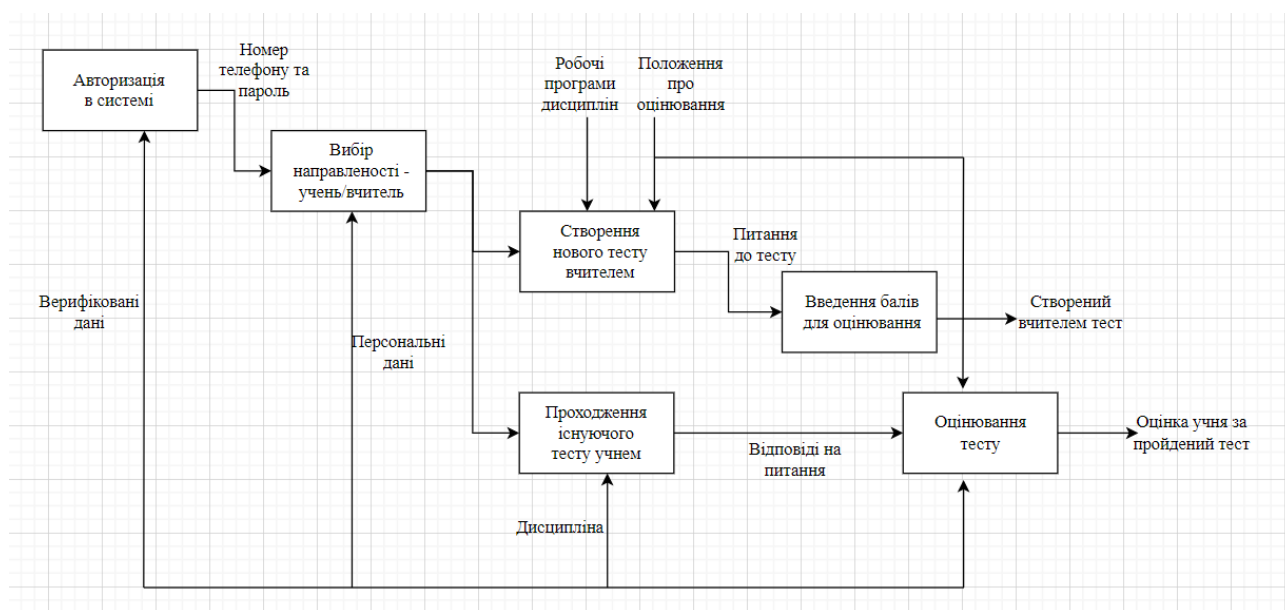 Авторизація
в системі
Номер
телефону та
пароль
Робочі
програми
дисциплін
Положення
про
оцінювання
Вибір
направленості -
учень/вчитель
Створення
нового тесту
вчителем
Питання
до тесту
Верифіковані
дані
Введення балів
для оцінювання
Створений
вчителем тест
Персональні
дані
Проходження
існуючого
тесту учнем
Відповіді на
питання
Оцінювання
тесту
Оцінка учня за
пройдений тест
Дисципліна